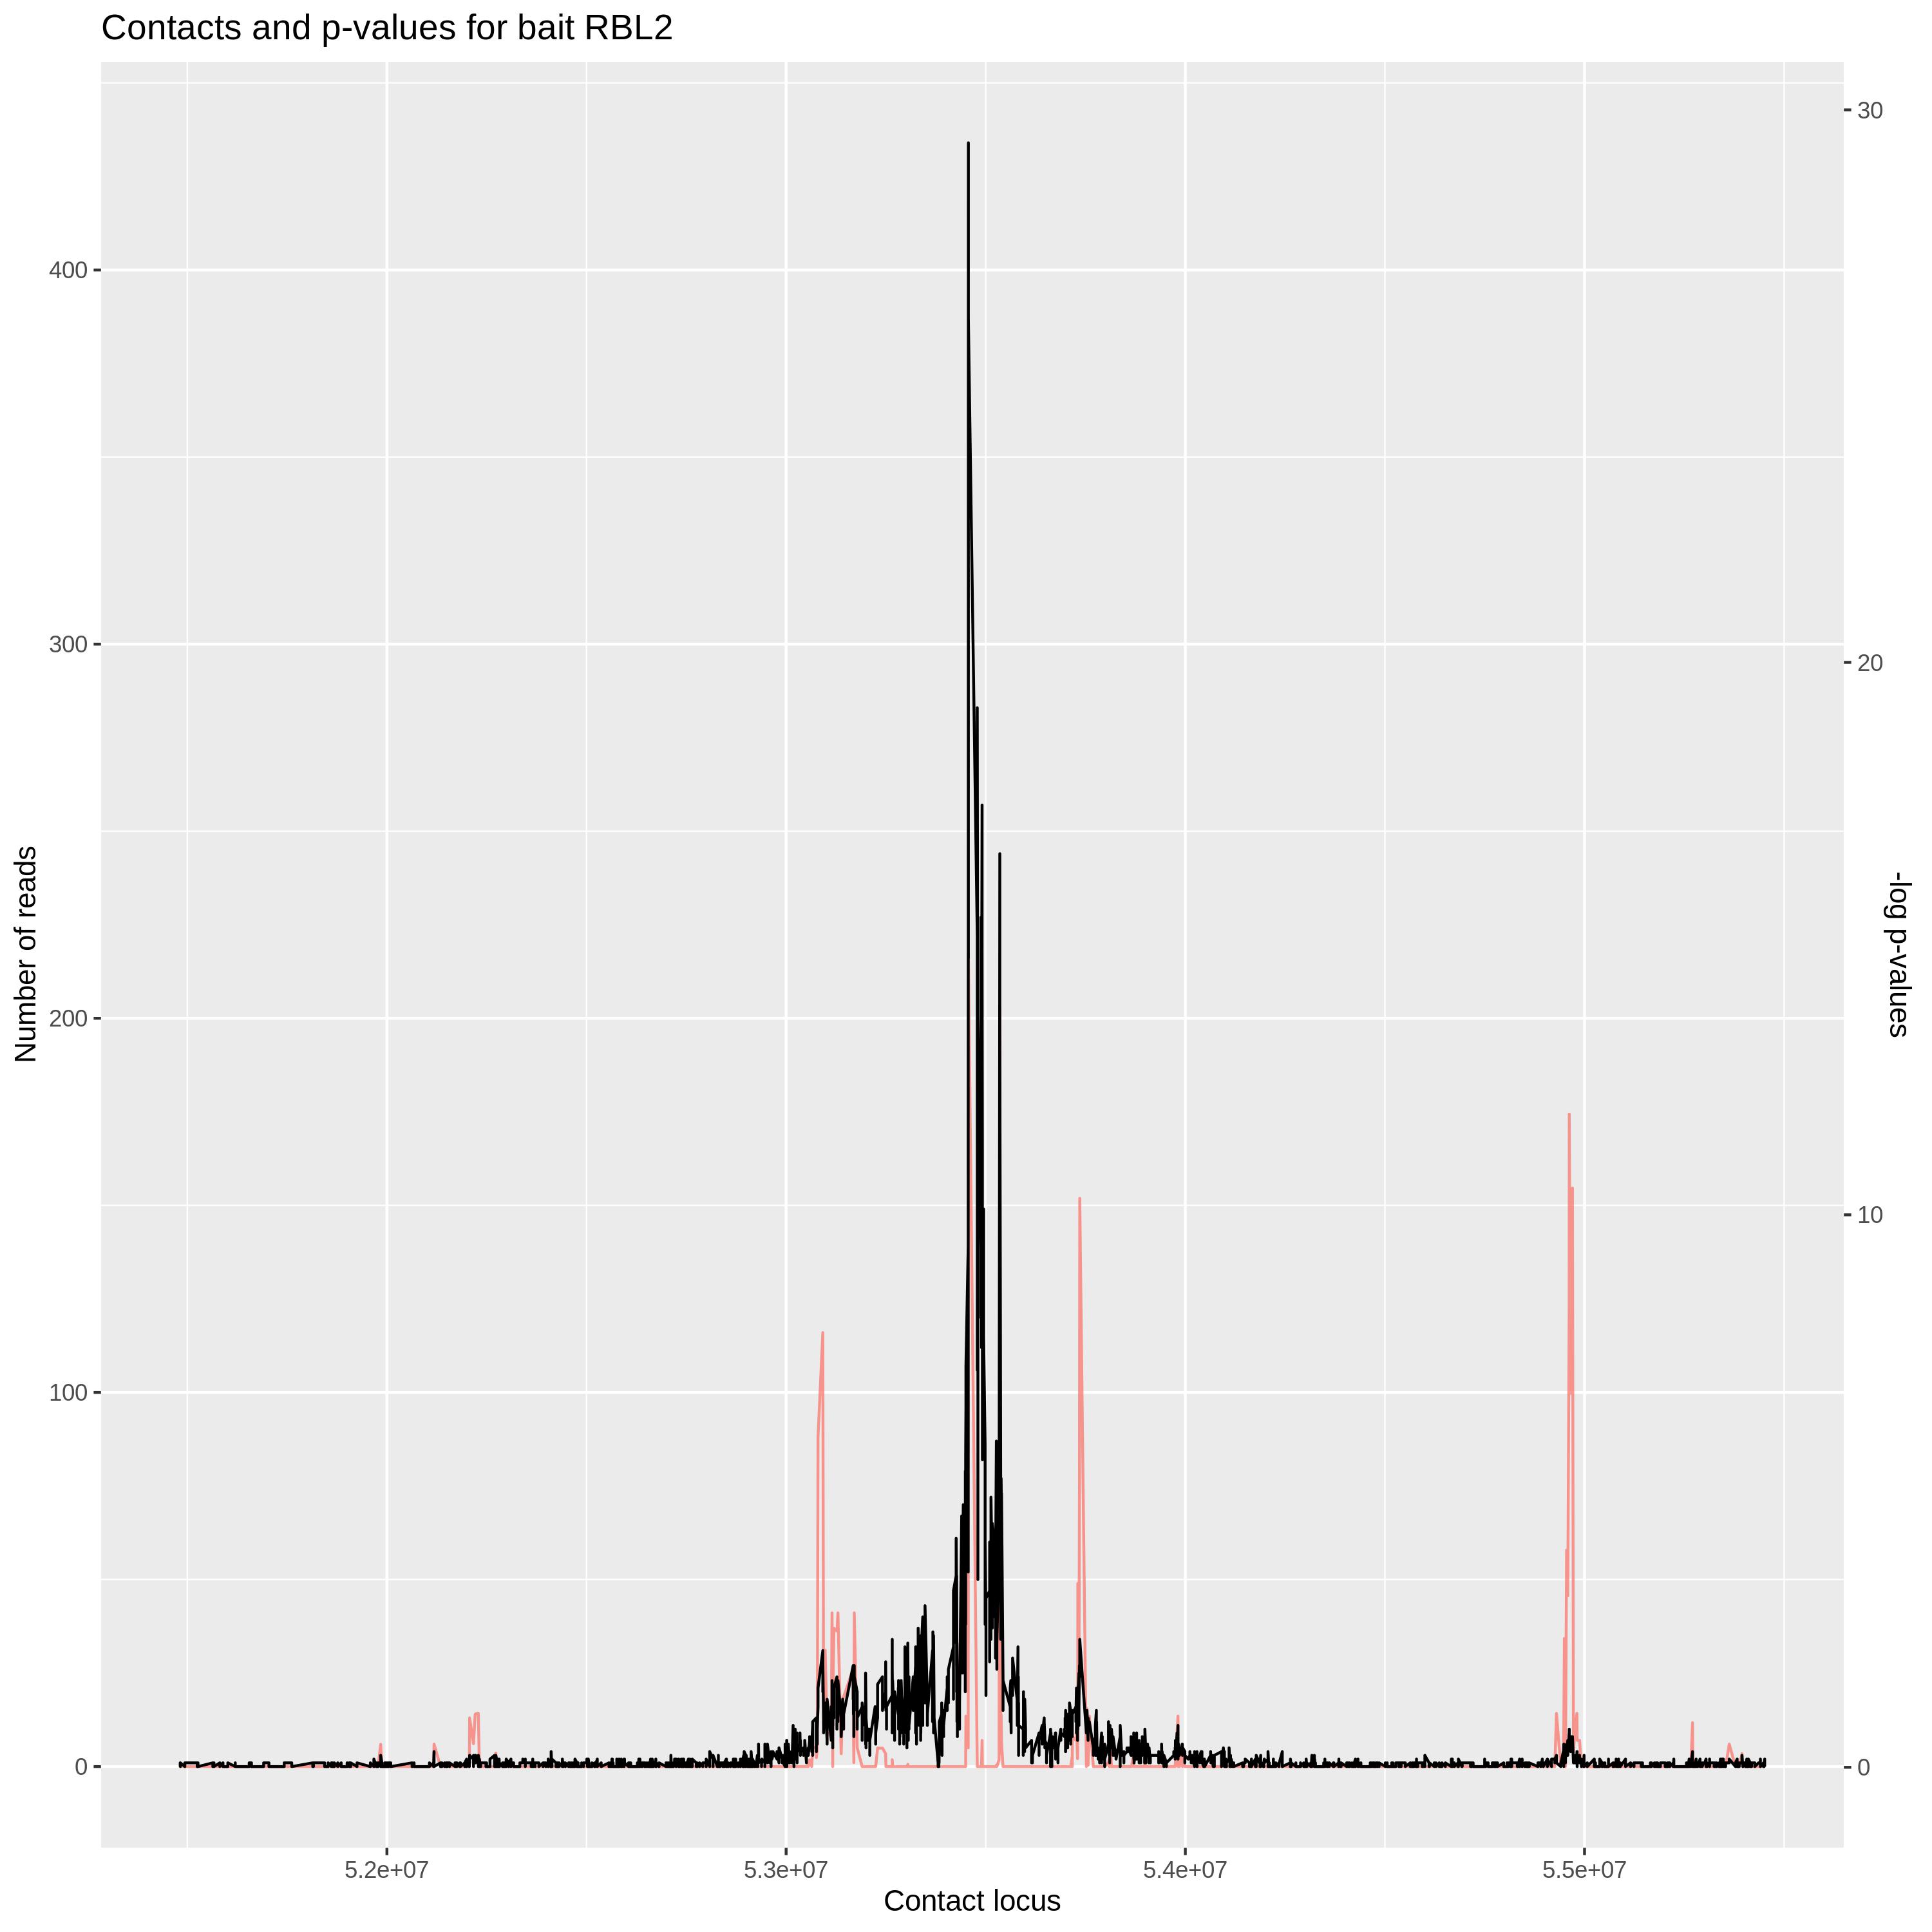 Contacts and p-values for bait RBL2
400
300
200
100
0
Number of reads
30
20
10
0
-log p-values
5.2e+07
5.3e+07
5.4e+07
5.5e+07
Contact locus